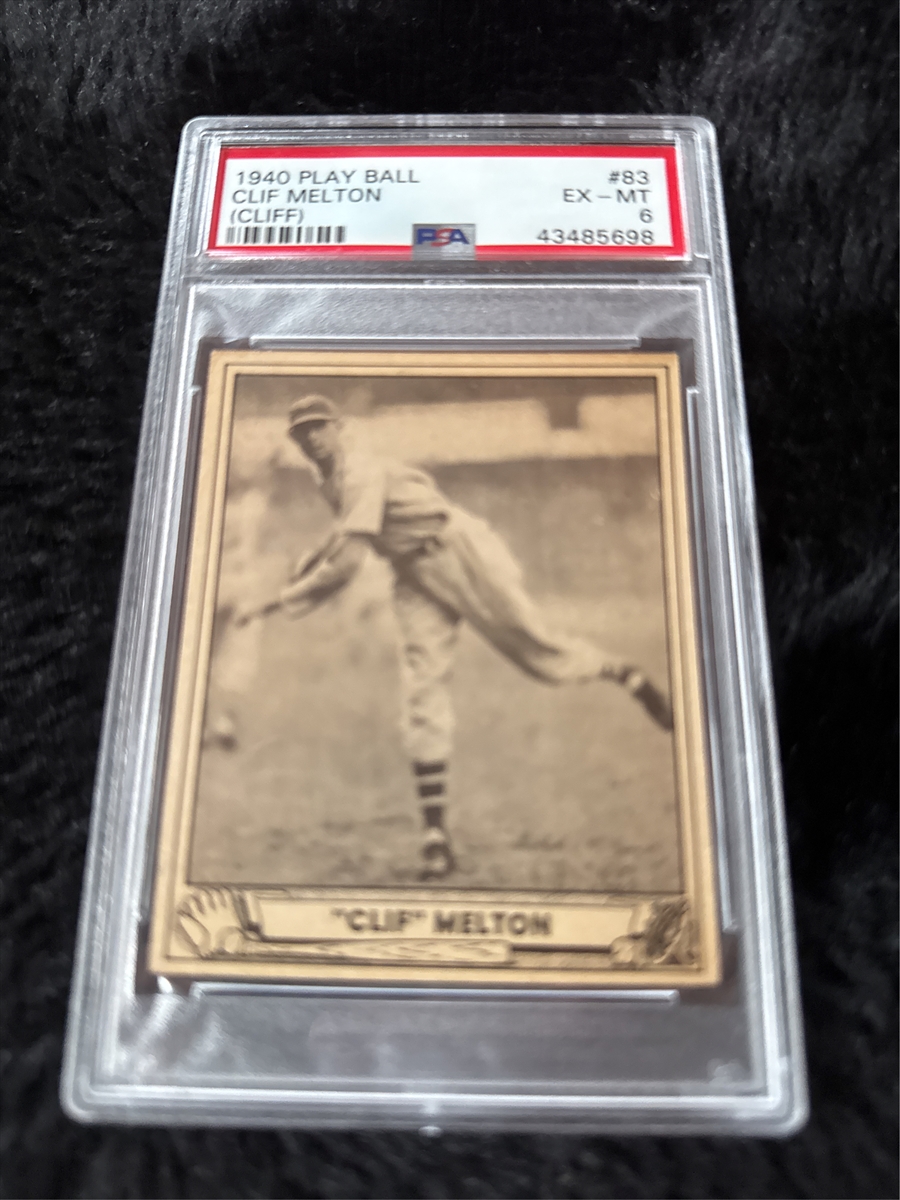 1940 PLAY BALL #83
CLIF MELTON EX - MT
(CLIFF) 6
PSA 43485698
"CLIF" MELTON